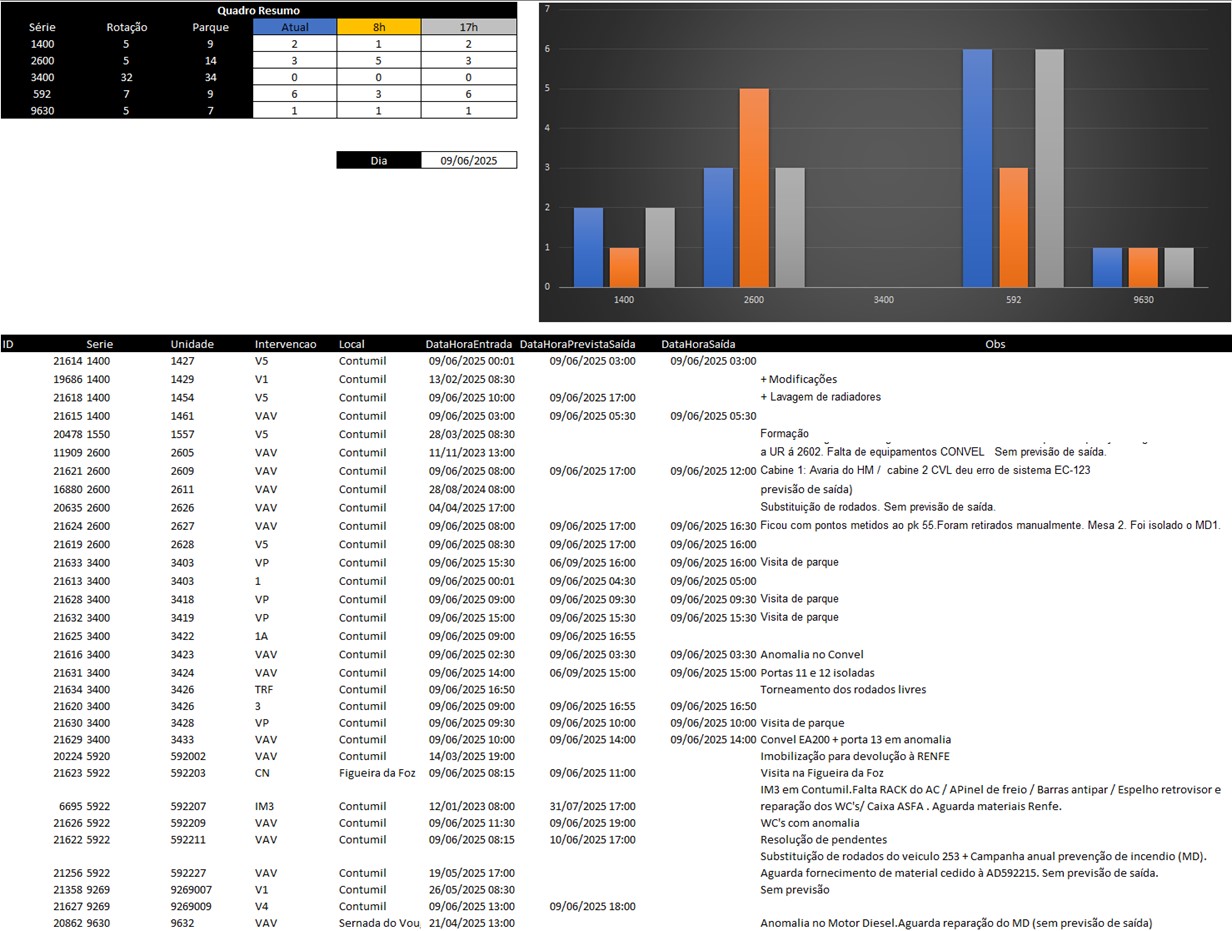 Quadro Resumo
Série Rotação Parque Atual 8h 17h
1400 5 9 2 1 2
2600 5 14 3 5 3
3400 32 34 0 0 0
592 7 9 6 3 6
9630 5 7 1 1 1
Dia 09/06/2025
7
6
5
4
3
2
1
0
1400 2600 3400 592 9630
ID Serie Unidade Intervencao Local DataHoraEntrada DataHoraPrevistaSaída DataHoraSaída Obs
21614 1400 1427 V5 Contumil 09/06/2025 00:01 09/06/2025 03:00 09/06/2025 03:00
19686 1400 1429 V1 Contumil 13/02/2025 08:30 + Modificações
21618 1400 1454 V5 Contumil 09/06/2025 10:00 09/06/2025 17:00 + Lavagem de radiadores
21615 1400 1461 VAV Contumil 09/06/2025 03:00 09/06/2025 05:30 09/06/2025 05:30
20478 1550 1557 V5 Contumil 28/03/2025 08:30 Formação
11909 2600 2605 VAV Contumil 11/11/2023 13:00 a UR á 2602. Falta de equipamentos CONVEL Sem previsão de saída.
21621 2600 2609 VAV Contumil 09/06/2025 08:00 09/06/2025 17:00 09/06/2025 12:00 Cabine 1: Avaria do HM / cabine 2 CVL deu erro de sistema EC-123
16880 2600 2611 VAV Contumil 28/08/2024 08:00 previsão de saída)
20635 2600 2626 VAV Contumil 04/04/2025 17:00 Substituição de rodados. Sem previsão de saída.
21624 2600 2627 VAV Contumil 09/06/2025 08:00 09/06/2025 17:00 09/06/2025 16:30 Ficou com pontos metidos ao pk 55.Foram retirados manualmente. Mesa 2. Foi isolado o MD1.
21619 2600 2628 V5 Contumil 09/06/2025 08:30 09/06/2025 17:00 09/06/2025 16:00
21633 3400 3403 VP Contumil 09/06/2025 15:30 06/09/2025 16:00 09/06/2025 16:00 Visita de parque
21613 3400 3403 1 Contumil 09/06/2025 00:01 09/06/2025 04:30 09/06/2025 05:00
21628 3400 3418 VP Contumil 09/06/2025 09:00 09/06/2025 09:30 09/06/2025 09:30 Visita de parque
21632 3400 3419 VP Contumil 09/06/2025 15:00 09/06/2025 15:30 09/06/2025 15:30 Visita de parque
21625 3400 3422 1A Contumil 09/06/2025 09:00 09/06/2025 16:55
21616 3400 3423 VAV Contumil 09/06/2025 02:30 09/06/2025 03:30 09/06/2025 03:30 Anomalia no Convel
21631 3400 3424 VAV Contumil 09/06/2025 14:00 06/09/2025 15:00 09/06/2025 15:00 Portas 11 e 12 isoladas
21634 3400 3426 TRF Contumil 09/06/2025 16:50 Torneamento dos rodados livres
21620 3400 3426 3 Contumil 09/06/2025 09:00 09/06/2025 16:55 09/06/2025 16:50
21630 3400 3428 VP Contumil 09/06/2025 09:30 09/06/2025 10:00 09/06/2025 10:00 Visita de parque
21629 3400 3433 VAV Contumil 09/06/2025 10:00 09/06/2025 14:00 09/06/2025 14:00 Convel EA200 + porta 13 em anomalia
20224 5920 592002 VAV Contumil 14/03/2025 19:00 Imobilização para devolução à RENFE
21623 5922 592203 CN Figueira da Foz 09/06/2025 08:15 09/06/2025 11:00 Visita na Figueira da Foz
IM3 em Contumil.Falta RACK do AC / APinel de freio / Barras antipar / Espelho retrovisor e
6695 5922 592207 IM3 Contumil 12/01/2023 08:00 31/07/2025 17:00 reparação dos WC's/ Caixa ASFA . Aguarda materiais Renfe.
21626 5922 592209 VAV Contumil 09/06/2025 11:30 09/06/2025 19:00 WC's com anomalia
21622 5922 592211 VAV Contumil 09/06/2025 08:15 10/06/2025 17:00 Resolução de pendentes
Substituição de rodados do veiculo 253 + Campanha anual prevenção de incendio (MD).
21256 5922 592227 VAV Contumil 19/05/2025 17:00 Aguarda fornecimento de material cedido à AD592215. Sem previsão de saída.
21358 9269 9269007 V1 Contumil 26/05/2025 08:30 Sem previsão
21627 9269 9269009 V4 Contumil 09/06/2025 13:00 09/06/2025 18:00
20862 9630 9632 VAV Sernada do Vou 21/04/2025 13:00 Anomalia no Motor Diesel.Aguarda reparação do MD (sem previsão de saída)